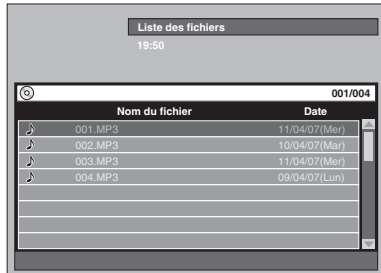 Liste des fichiers
19:50
001/004
Nom du fichier Date
001.MP3 11/04/07(Mer)
002.MP3 10/04/07(Mar)
003.MP3 11/04/07(Mer)
004.MP3 09/04/07(Lun)